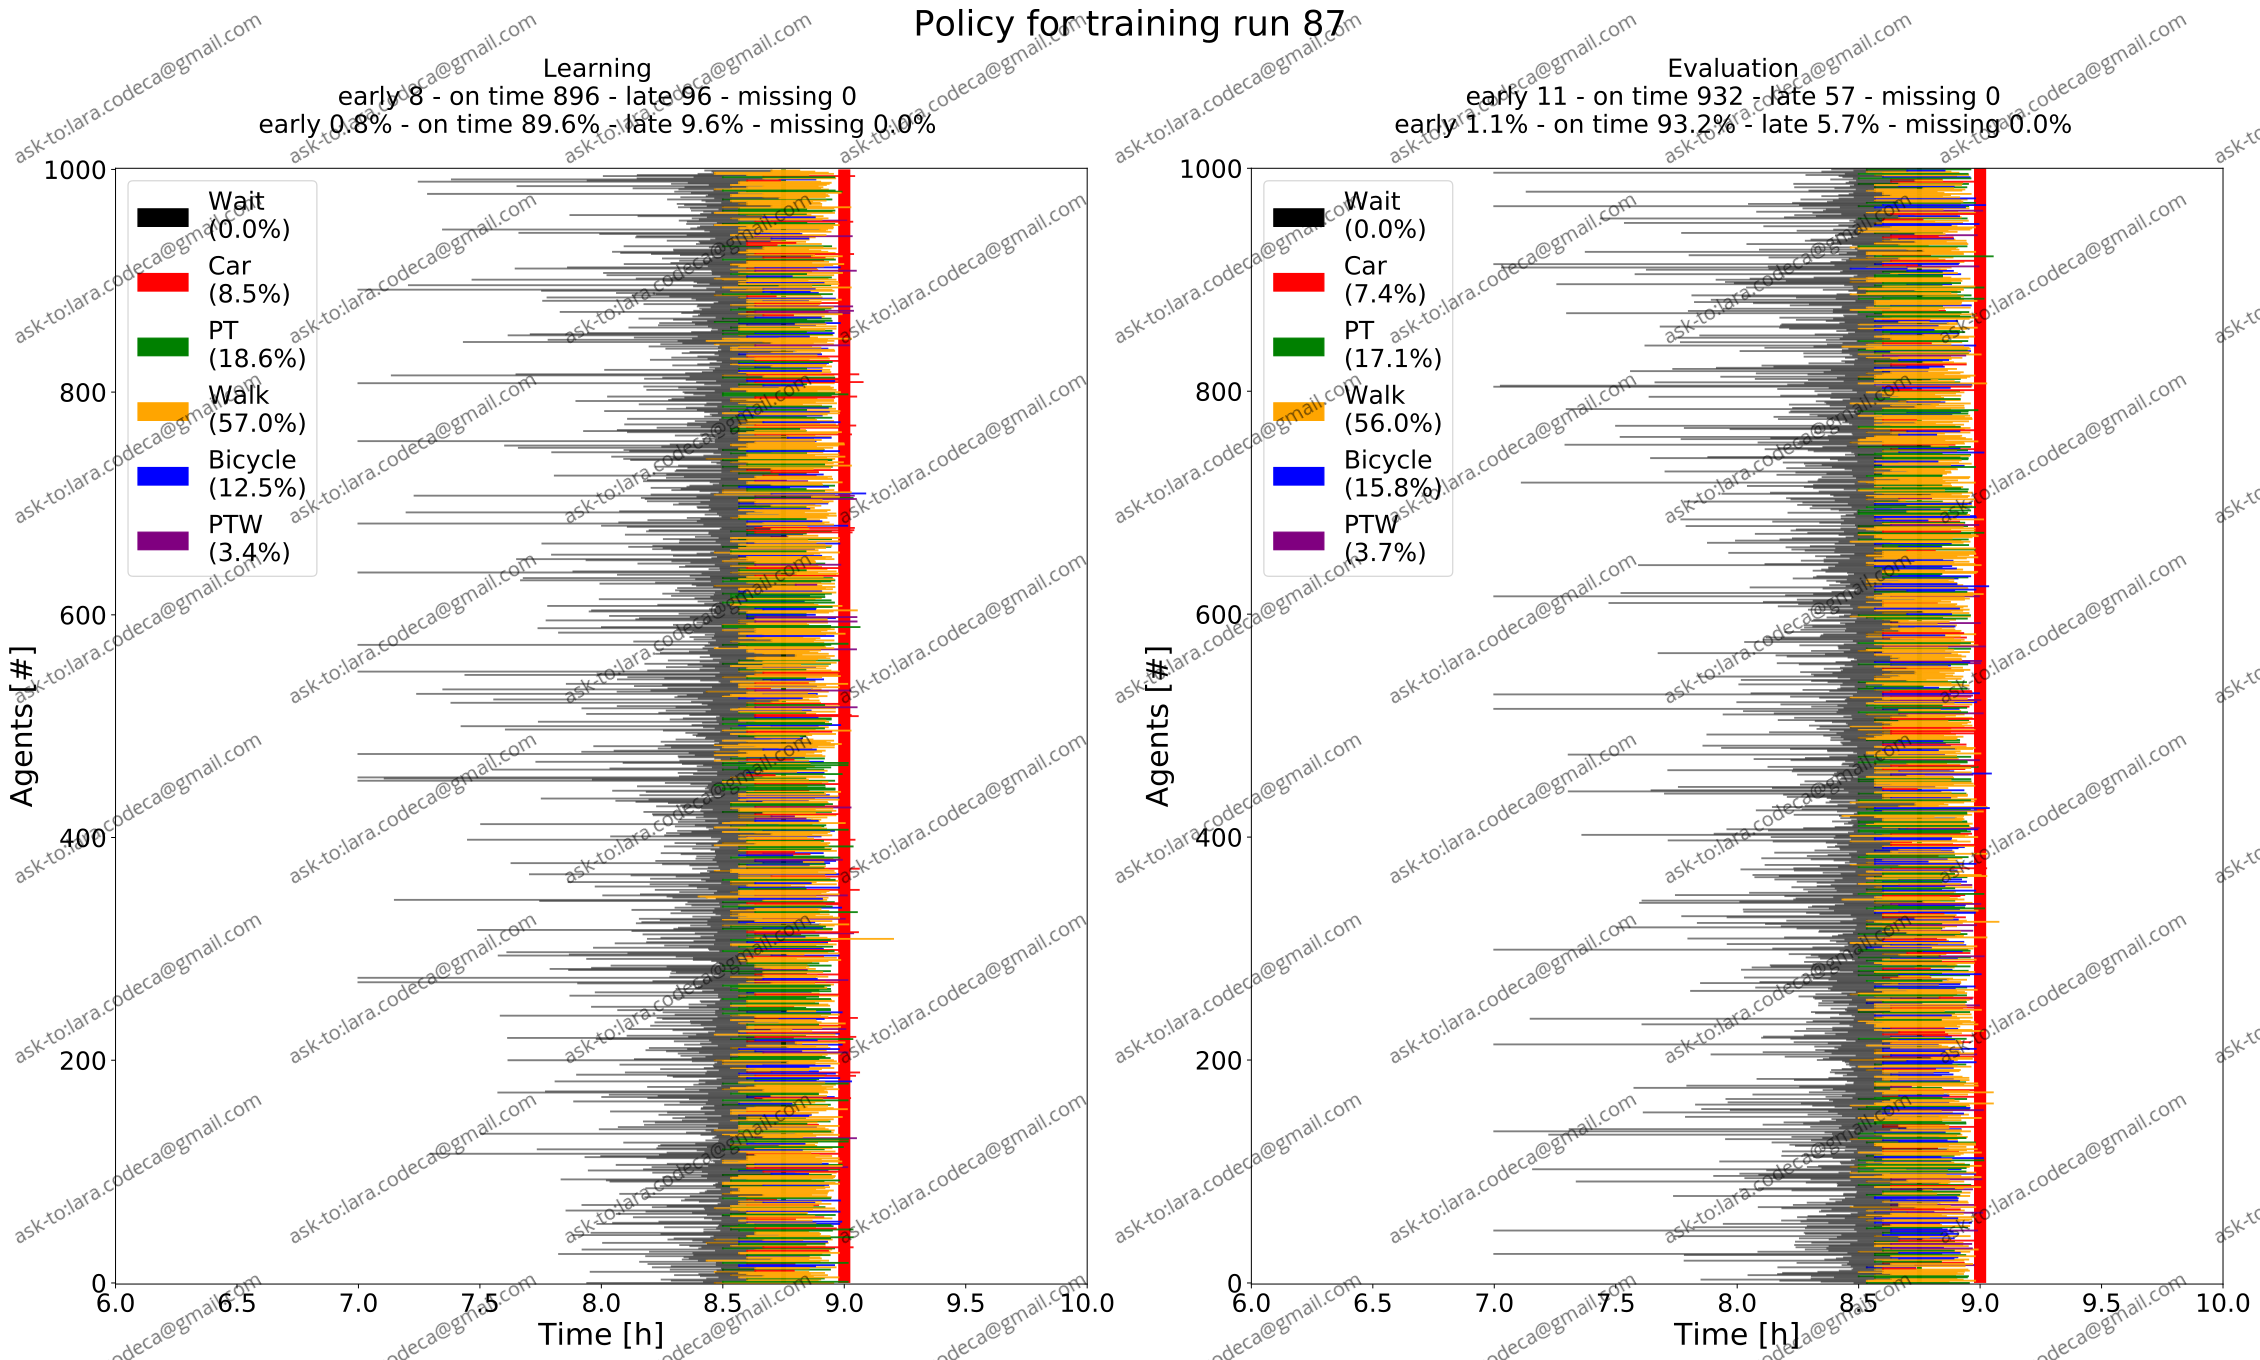 Policy for training run 87
Learning
early 8 - on time 896 - late 96 - missing 0
early 0.8% - on time 89.6% - late 9.6% - missing 0.0%
Evaluation
early 11 - on time 932 - late 57 - missing 0
early 1.1% - on time 93.2% - late 5.7% - missing 0.0%
Wait
(0.0%)
Car
(8.5%)
PT
(18.6%)
Walk
(57.0%)
Bicycle
(12.5%)
PTW
(3.4%)
Agents [#]
1000
800
600
400
200
0
6.0 6.5 7.0 7.5 8.0 8.5 9.0 9.5 10.0
Time [h]
Wait
(0.0%)
Car
(7.4%)
PT
(17.1%)
Walk
(56.0%)
Bicycle
(15.8%)
PTW
(3.7%)
Agents [#]
1000
800
600
400
200
0
6.0 6.5 7.0 7.5 8.0 8.5 9.0 9.5 10.0
Time [h]
ask-to:lara.codeca@gmail.com